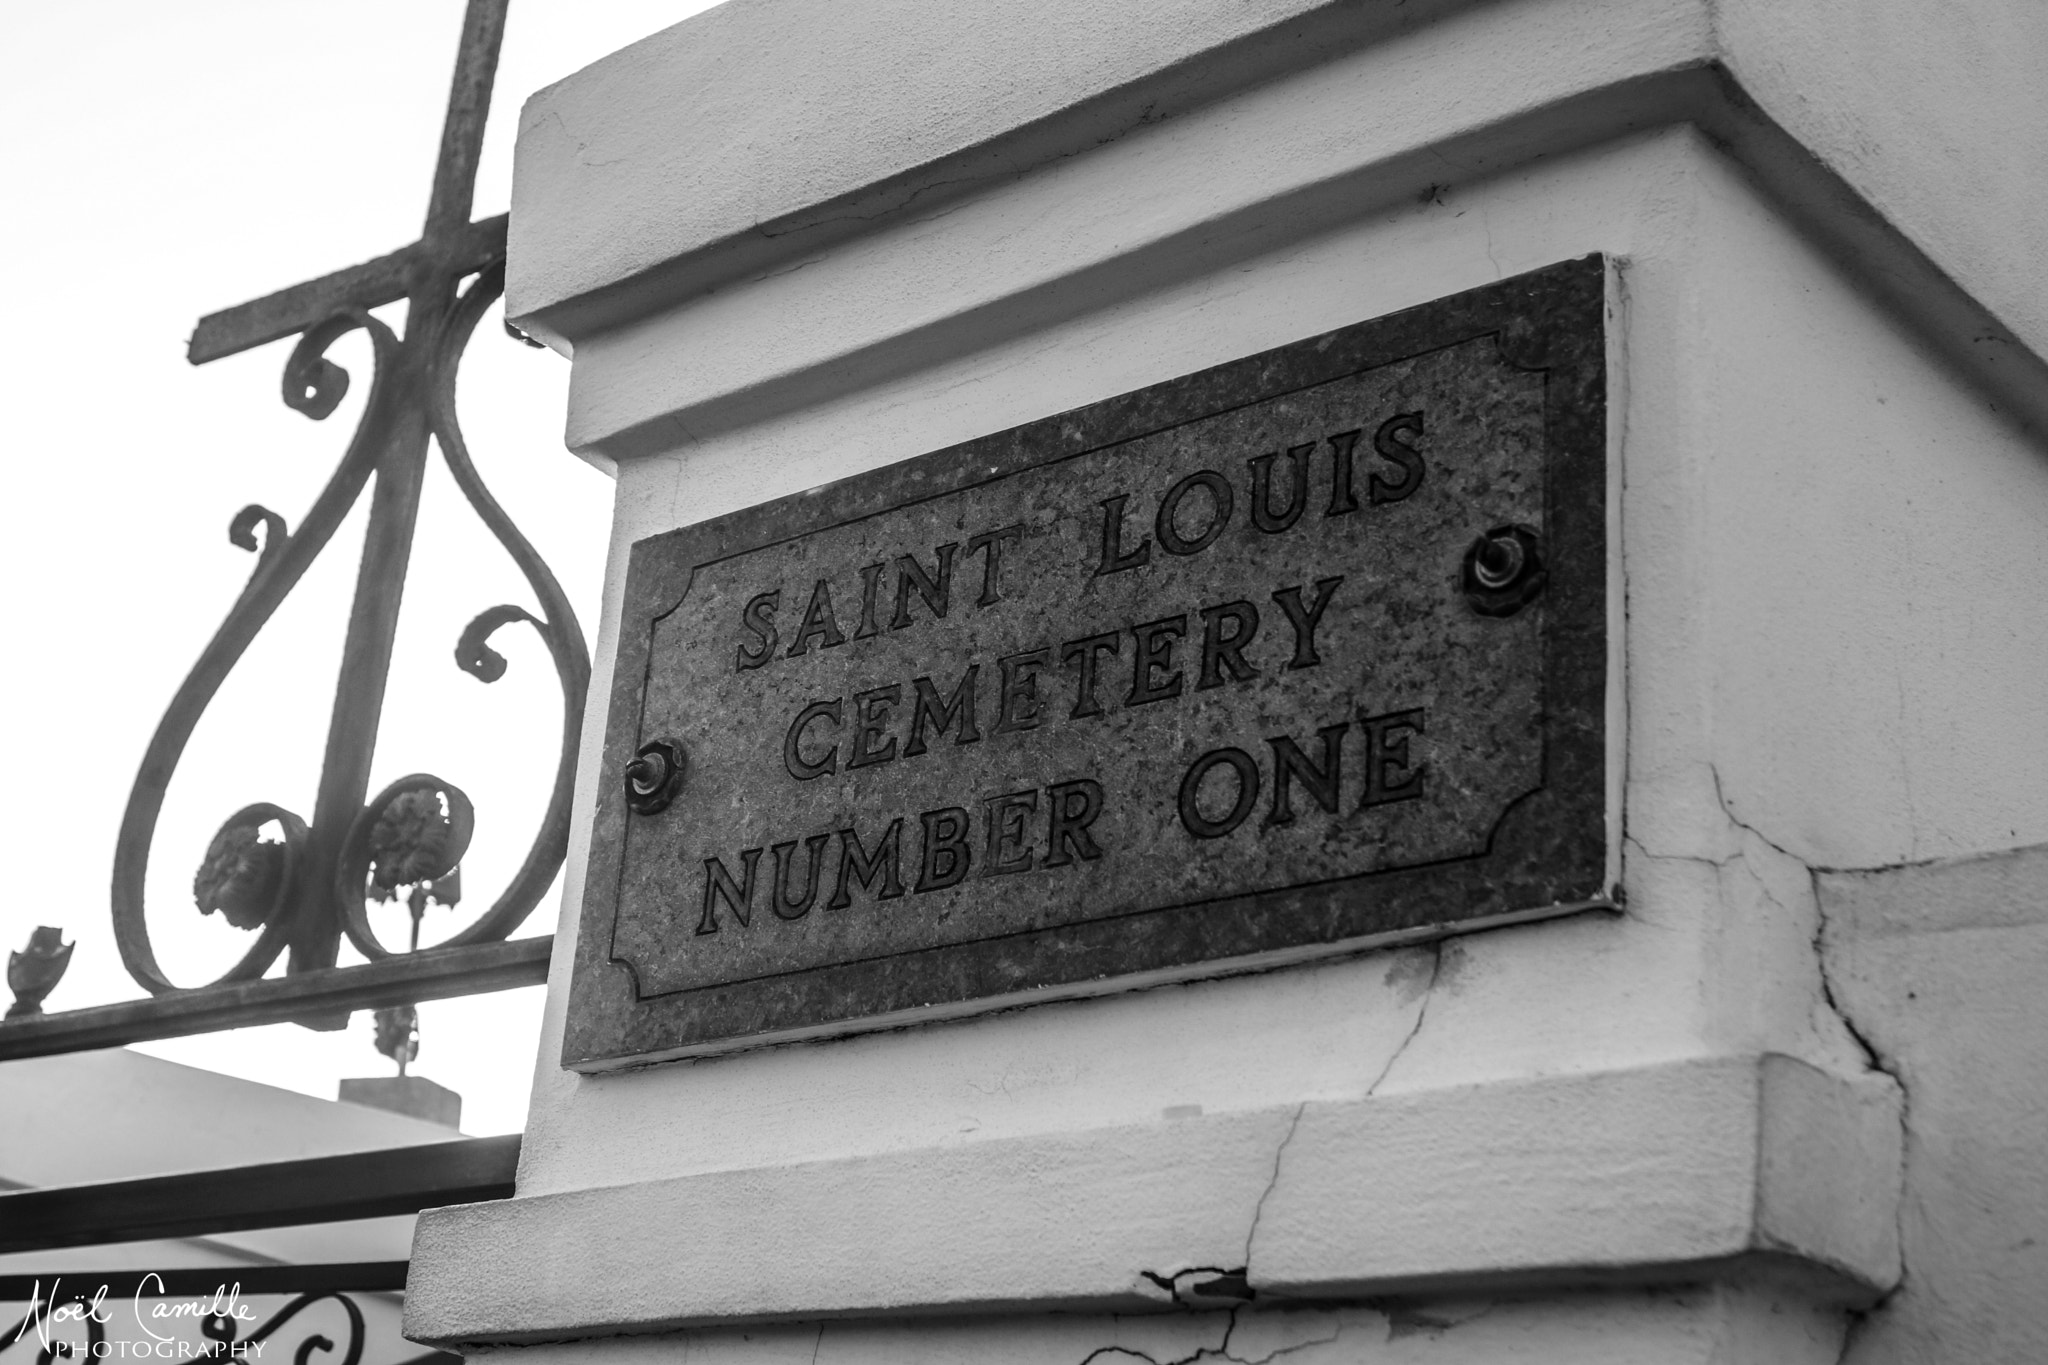 SAINT LOUIS
CEMETERY
NUMBER ONE
Noël Camille
PHOTOGRAPHY